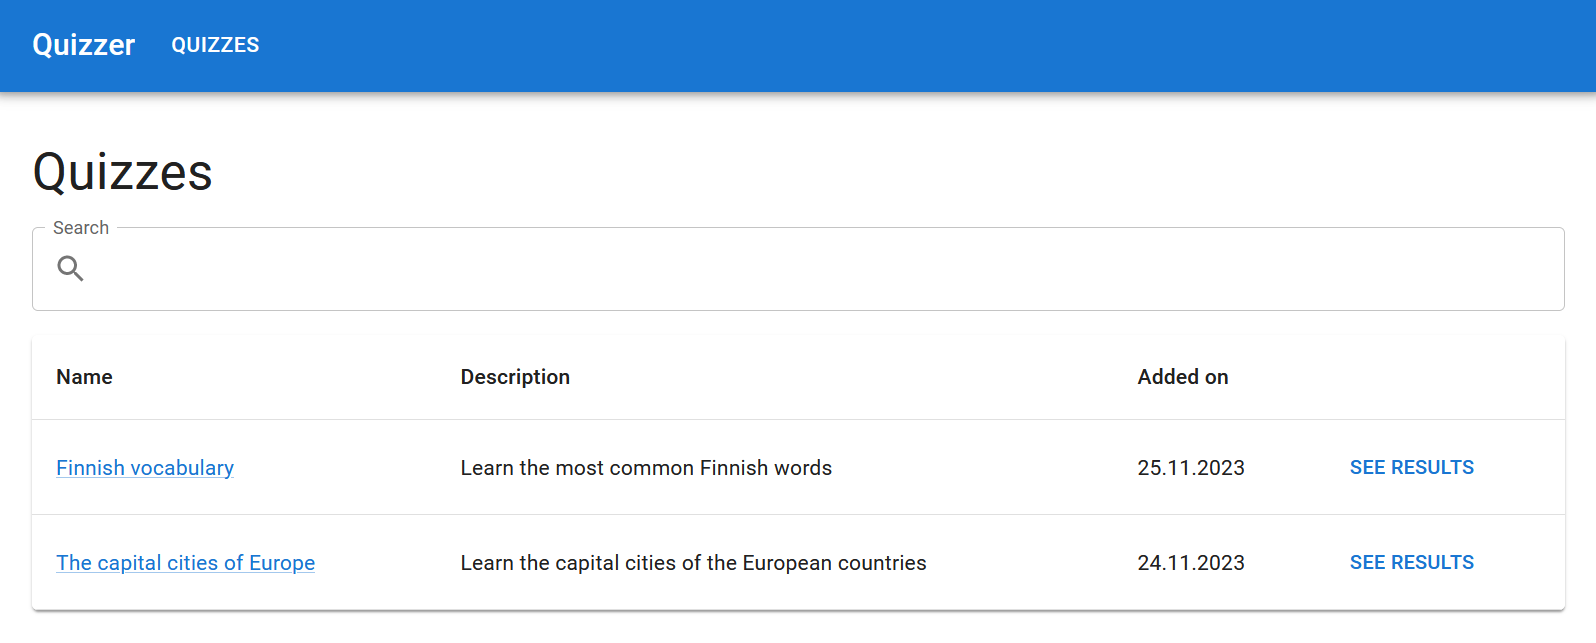 Quizzer QUIZZES
Quizzes
Search
Name Description Added on
Finnish vocabulary Learn the most common Finnish words 25.11.2023 SEE RESULTS
The capital cities of Europe Learn the capital cities of the European countries 24.11.2023 SEE RESULTS